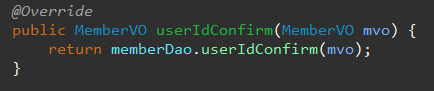 @Override
public MemberVO userIdConfirm(MemberVO mvo) {
    return memberDao.userIdConfirm(mvo);
}